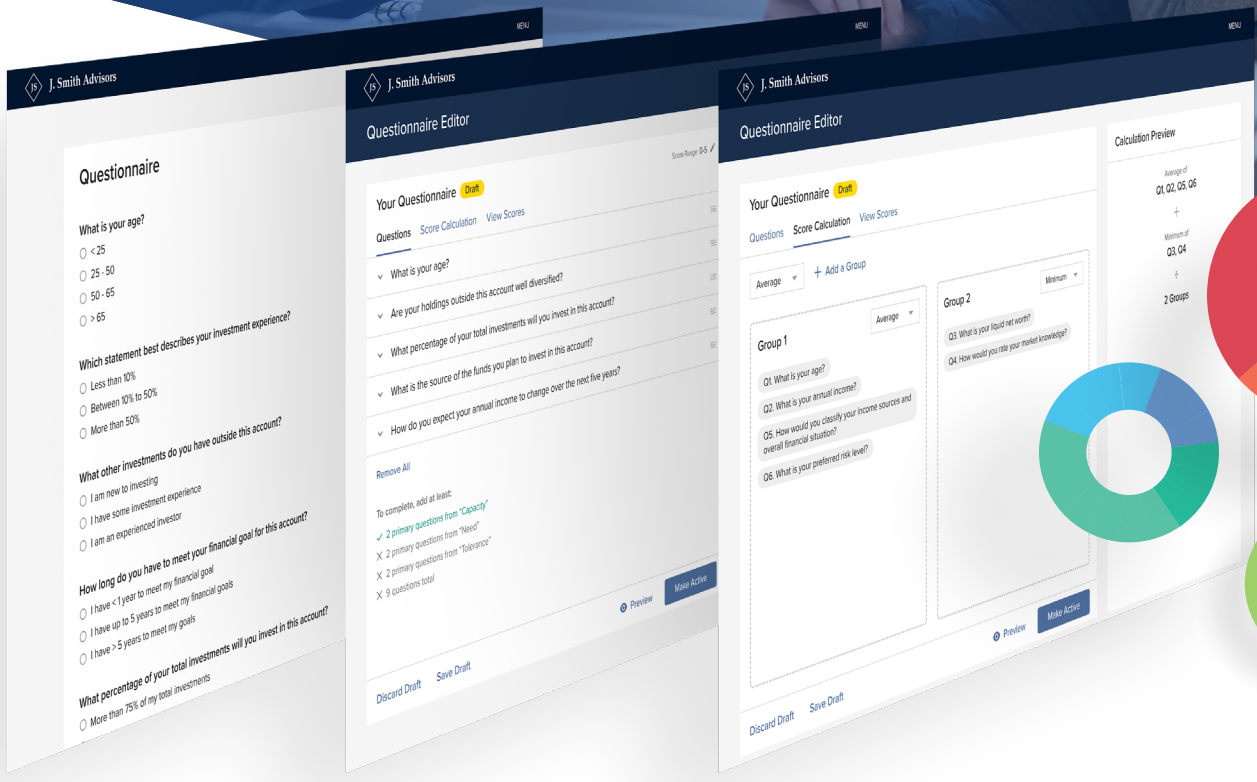 MENU
JS
J. Smith Advisors
Questionnaire
What is your age?
< 25
25 - 50
50 - 65
> 65
Which statement best describes your investment experience?
Less than 10%
Between 10% to 50%
More than 50%
What other investments do you have outside this account?
I am new to investing
I have some investment experience
I am an experienced investor
How long do you have to meet your financial goal for this account?
I have < 1 year to meet my financial goal
I have up to 5 years to meet my financial goals
I have > 5 years to meet my goals
What percentage of your total investments will you invest in this account?
More than 75% of my total investments
MENU
JS
J. Smith Advisors
Questionnaire Editor
Score Range: 0-5
Your Questionnaire Draft
Questions Score Calculation View Scores
What is your age?
Are your holdings outside this account well diversified?
What percentage of your total investments will you invest in this account?
What is the source of the funds you plan to invest in this account?
How do you expect your annual income to change over the next five years?
Remove All
To complete, add at least:
✓ 2 primary questions from "Capacity"
X 2 primary questions from "Need"
X 2 primary questions from "Tolerance"
X 9 questions total
Preview Make Active
Discard Draft Save Draft
MENU
JS
J. Smith Advisors
Questionnaire Editor
Your Questionnaire Draft
Questions Score Calculation View Scores
Average + Add a Group
Group 1 Average
Q1. What is your age?
Q2. What is your annual income?
Q5. How would you classify your income sources and
overall financial situation?
Q6. What is your preferred risk level?
Group 2 Minimum
Q3. What is your liquid net worth?
Q4. How would you rate your market knowledge?
Preview Make Active
Discard Draft Save Draft
Calculation Preview
Average of
Q1, Q2, Q5, Q6
+
Minimum of
Q3, Q4
÷
2 Groups